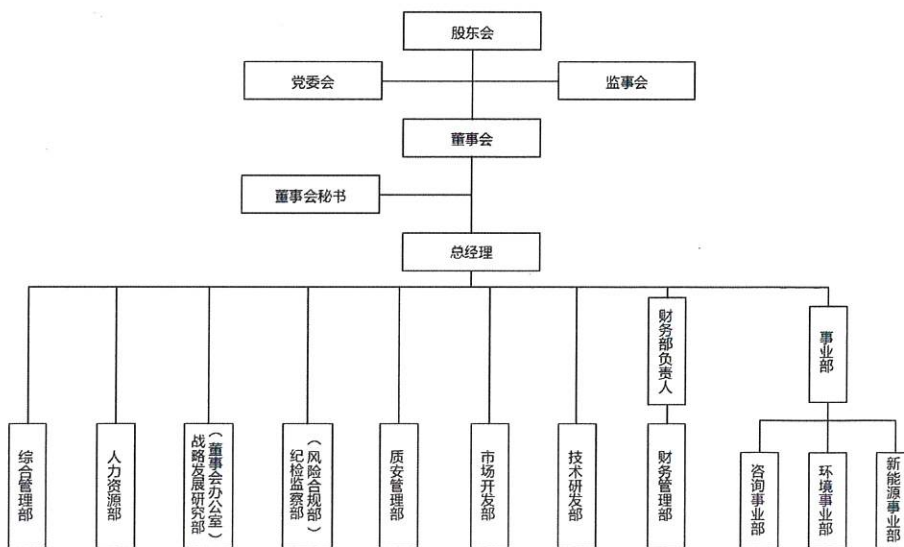 股东会
党委会
监事会
董事会
董事会秘书
总经理
财务部负责人
事业部
综合管理部
人力资源部
战略发展研究部
（董事会办公室）
纪检监察部
（风险合规部）
质安管理部
市场开发部
技术研发部
财务管理部
咨询事业部
环境事业部
新能源事业部